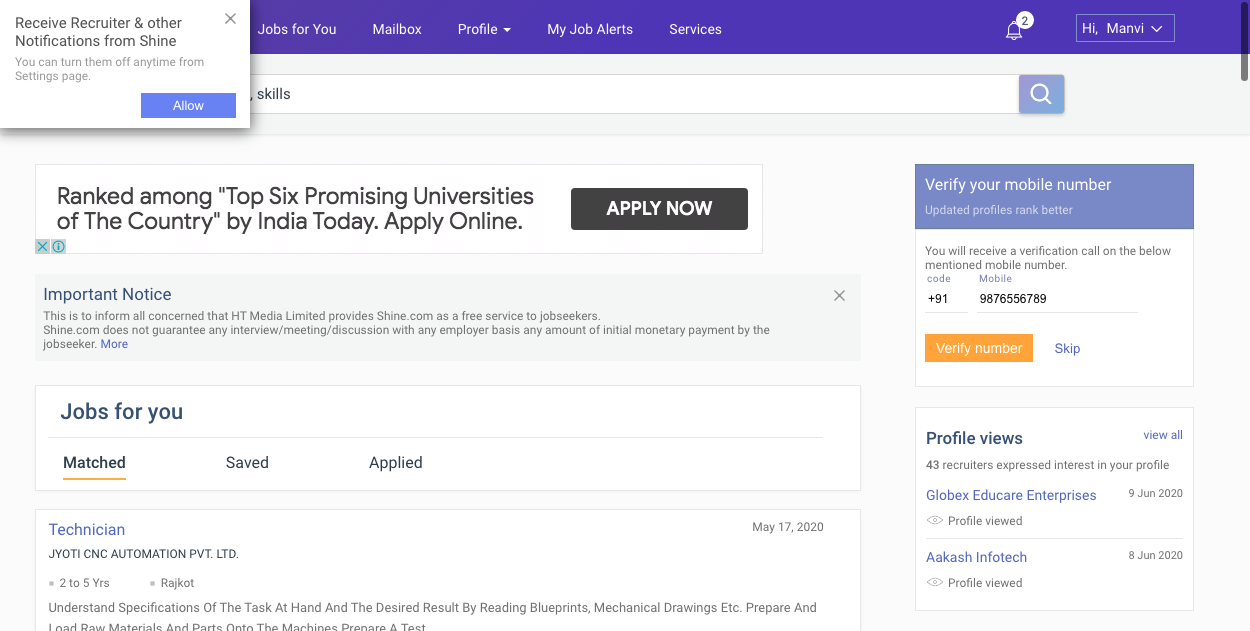 Receive Recruiter & other
Notifications from Shine
You can turn them off anytime from
Settings page.
Allow
Jobs for You
Mailbox
Profile
My Job Alerts
Services
2
Hi, Manvi
, skills
Ranked among "Top Six Promising Universities
of The Country" by India Today. Apply Online.
APPLY NOW
Important Notice
This is to inform all concerned that HT Media Limited provides Shine.com as a free service to jobseekers.
Shine.com does not guarantee any interview/meeting/discussion with any employer basis any amount of initial monetary payment by the
jobseeker. More
Jobs for you
Matched
Saved
Applied
Technician
May 17, 2020
JYOTI CNC AUTOMATION PVT. LTD.
2 to 5 Yrs
Rajkot
Understand Specifications Of The Task At Hand And The Desired Result By Reading Blueprints, Mechanical Drawings Etc. Prepare And
Load Raw Materials And Parts Onto The Machines Prepare A Test
Verify your mobile number
Updated profiles rank better
You will receive a verification call on the below
mentioned mobile number.
code
Mobile
+91
9876556789
Verify number
Skip
Profile views
view all
43 recruiters expressed interest in your profile
Globex Educare Enterprises
9 Jun 2020
Profile viewed
Aakash Infotech
8 Jun 2020
Profile viewed